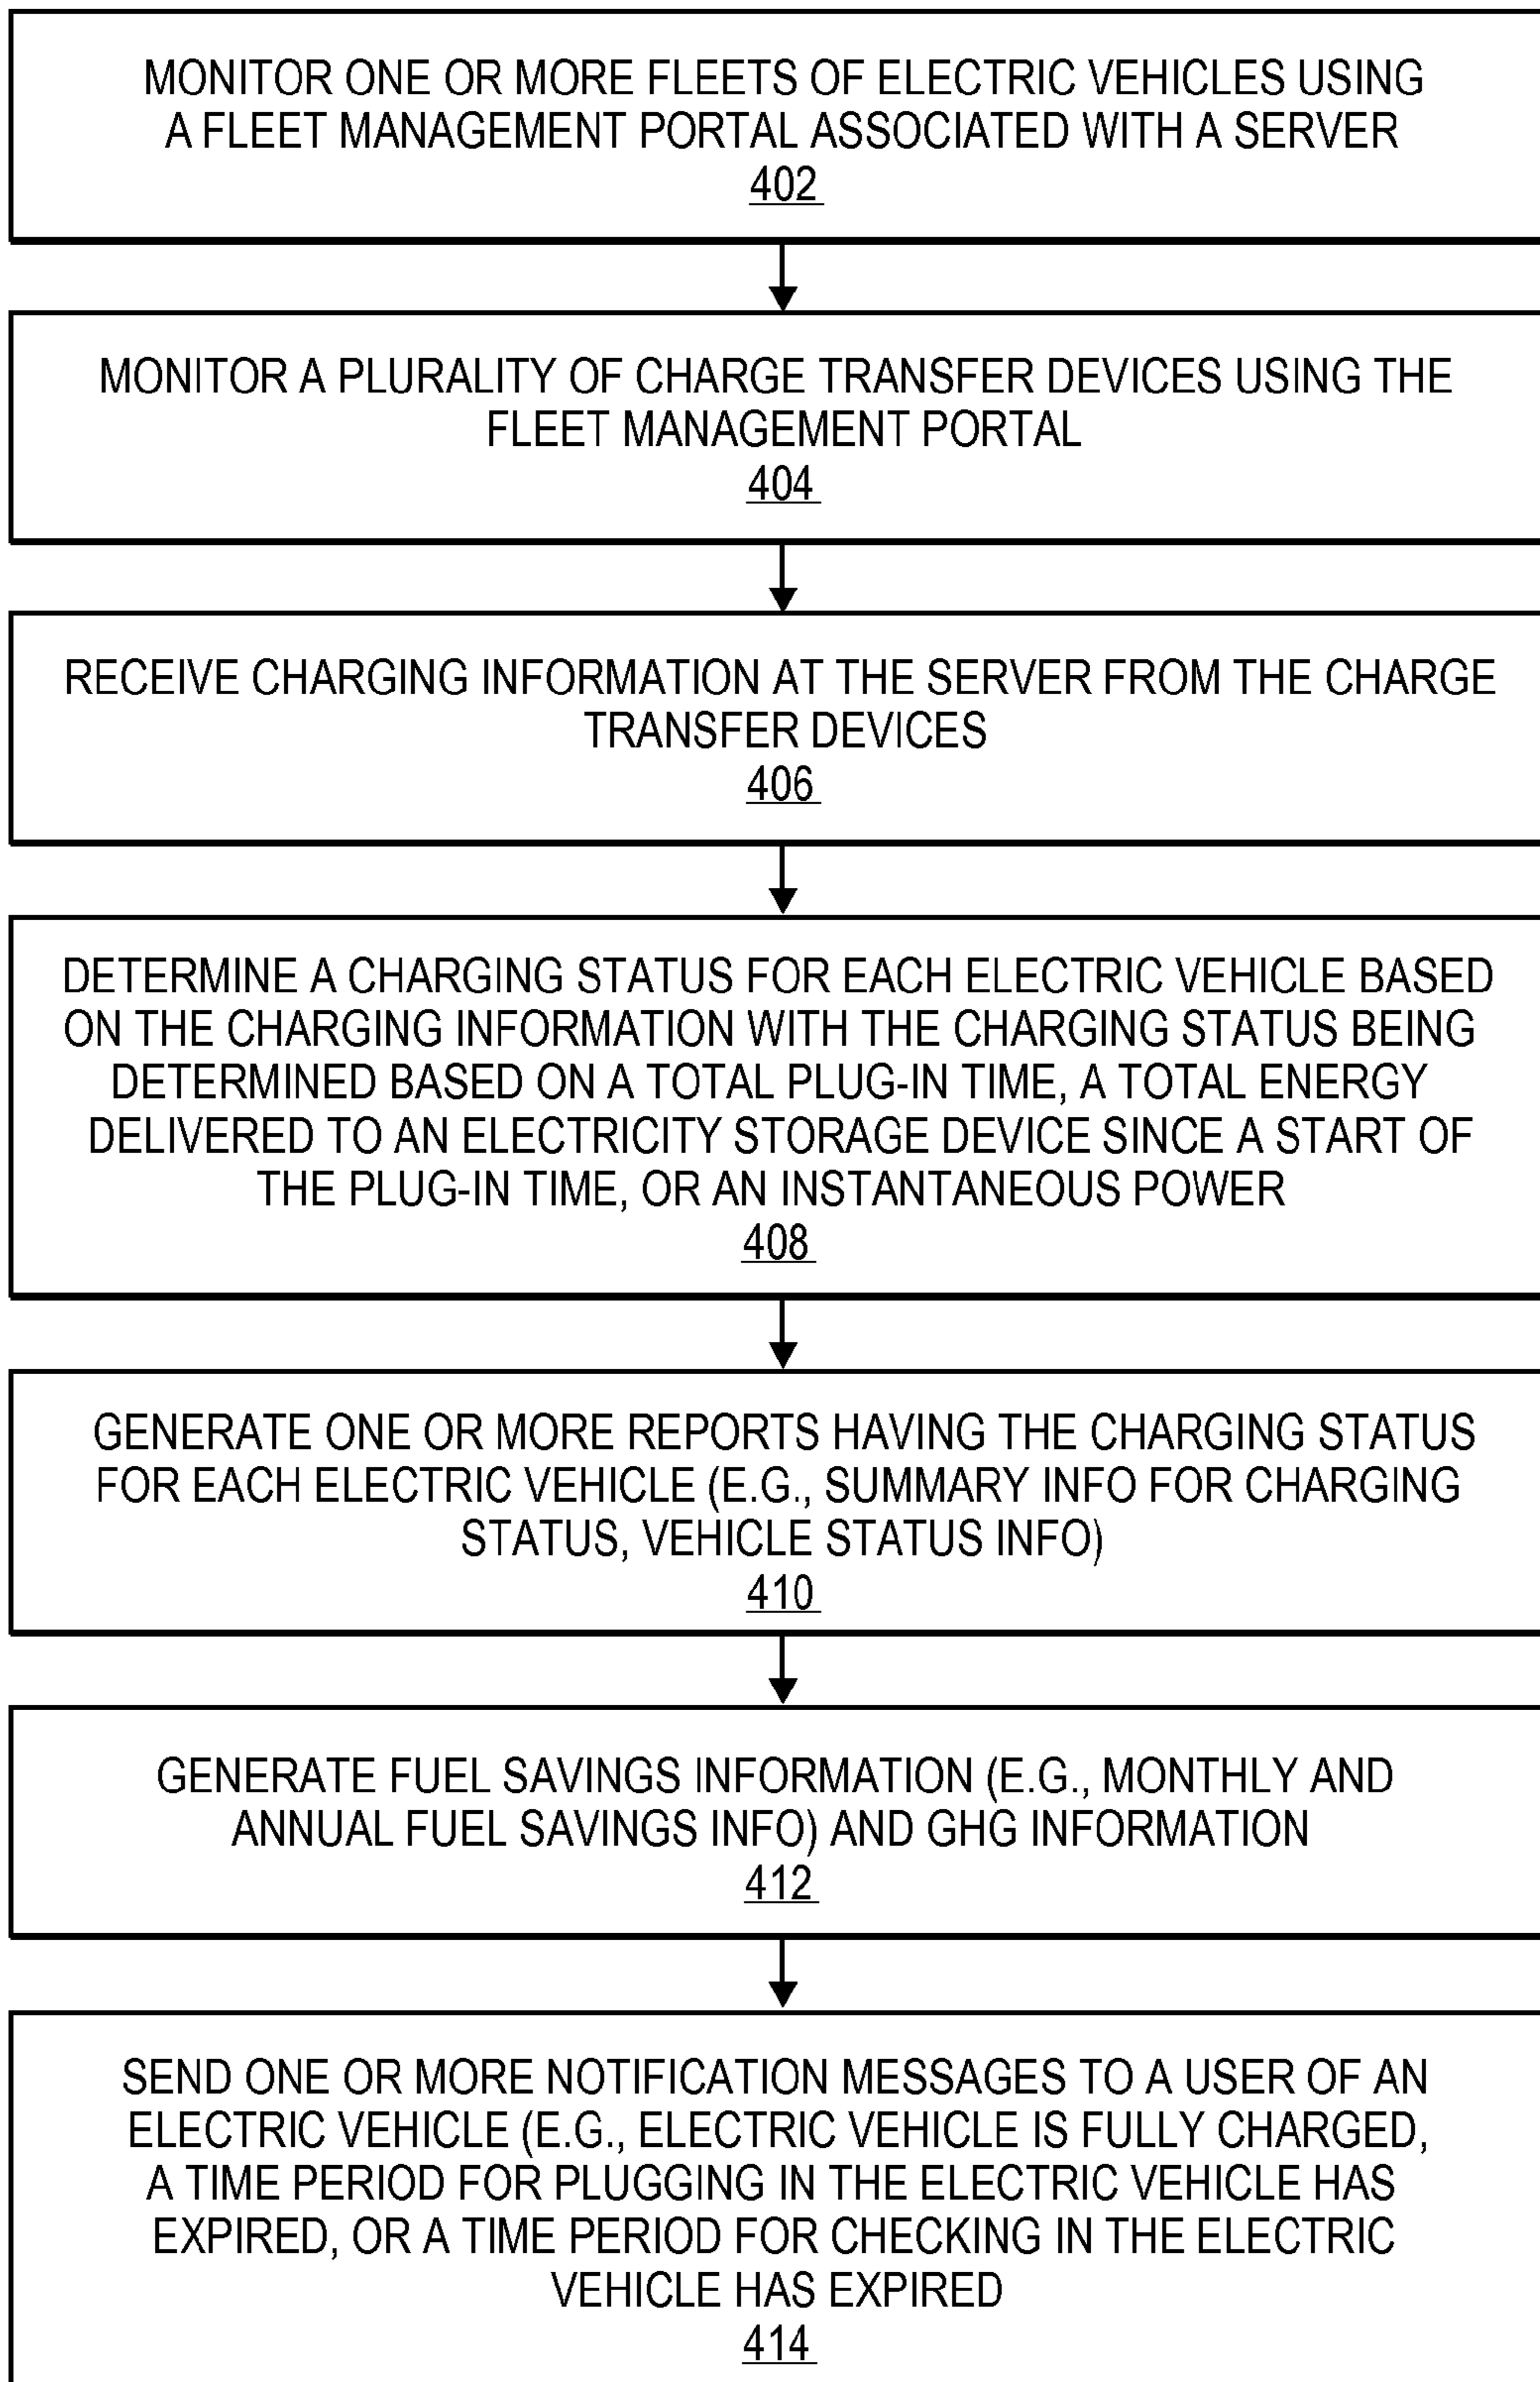 MONITOR ONE OR MORE FLEETS OF ELECTRIC VEHICLES USING
A FLEET MANAGEMENT PORTAL ASSOCIATED WITH A SERVER
402
MONITOR A PLURALITY OF CHARGE TRANSFER DEVICES USING THE
FLEET MANAGEMENT PORTAL
404
RECEIVE CHARGING INFORMATION AT THE SERVER FROM THE CHARGE
TRANSFER DEVICES
406
DETERMINE A CHARGING STATUS FOR EACH ELECTRIC VEHICLE BASED
ON THE CHARGING INFORMATION WITH THE CHARGING STATUS BEING
DETERMINED BASED ON A TOTAL PLUG-IN TIME, A TOTAL ENERGY
DELIVERED TO AN ELECTRICITY STORAGE DEVICE SINCE A START OF
THE PLUG-IN TIME, OR AN INSTANTANEOUS POWER
408
GENERATE ONE OR MORE REPORTS HAVING THE CHARGING STATUS
FOR EACH ELECTRIC VEHICLE (E.G., SUMMARY INFO FOR CHARGING
STATUS, VEHICLE STATUS INFO)
410
GENERATE FUEL SAVINGS INFORMATION (E.G., MONTHLY AND
ANNUAL FUEL SAVINGS INFO) AND GHG INFORMATION
412
SEND ONE OR MORE NOTIFICATION MESSAGES TO A USER OF AN
ELECTRIC VEHICLE (E.G., ELECTRIC VEHICLE IS FULLY CHARGED,
A TIME PERIOD FOR PLUGGING IN THE ELECTRIC VEHICLE HAS
EXPIRED, OR A TIME PERIOD FOR CHECKING IN THE ELECTRIC
VEHICLE HAS EXPIRED
414